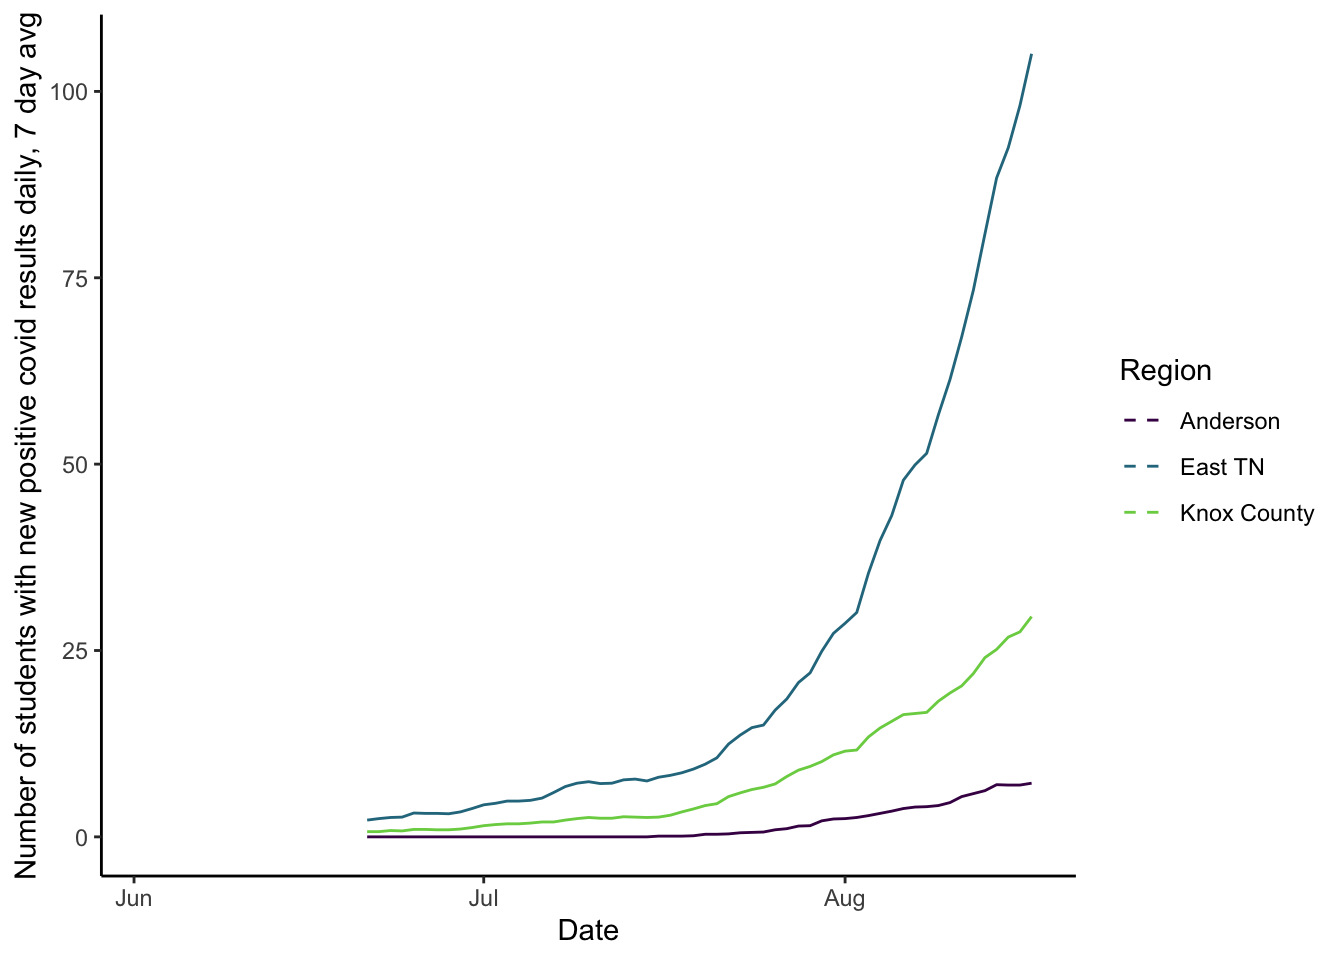 Number of students with new positive covid results daily, 7 day avg
100
75
50
25
0
Jun
Jul
Aug
Date
Region
Anderson
East TN
Knox County